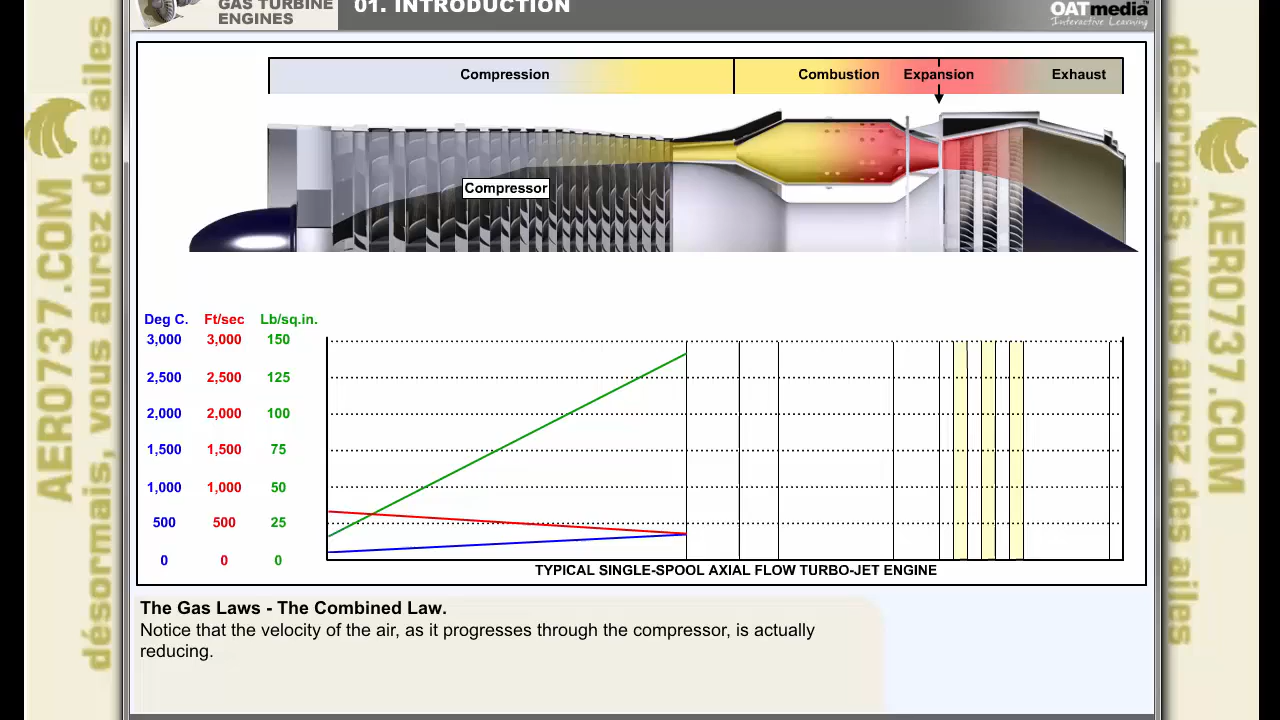 GAS TURBINE
ENGINES
01. INTRODUCTION
OATmedia
Interactive Learning
Compression
Combustion
Expansion
Exhaust
Compressor
Deg C. Ft/sec Lb/sq.in.
3,000 3,000 150
2,500 2,500 125
2,000 2,000 100
1,500 1,500 75
1,000 1,000 50
500 500 25
0 0 0
TYPICAL SINGLE-SPOOL AXIAL FLOW TURBO-JET ENGINE
The Gas Laws - The Combined Law.
Notice that the velocity of the air, as it progresses through the compressor, is actually
reducing.
AERO737.COM
désormais, vous aurez des ailes
AERO737.COM
désormais, vous aurez des ailes